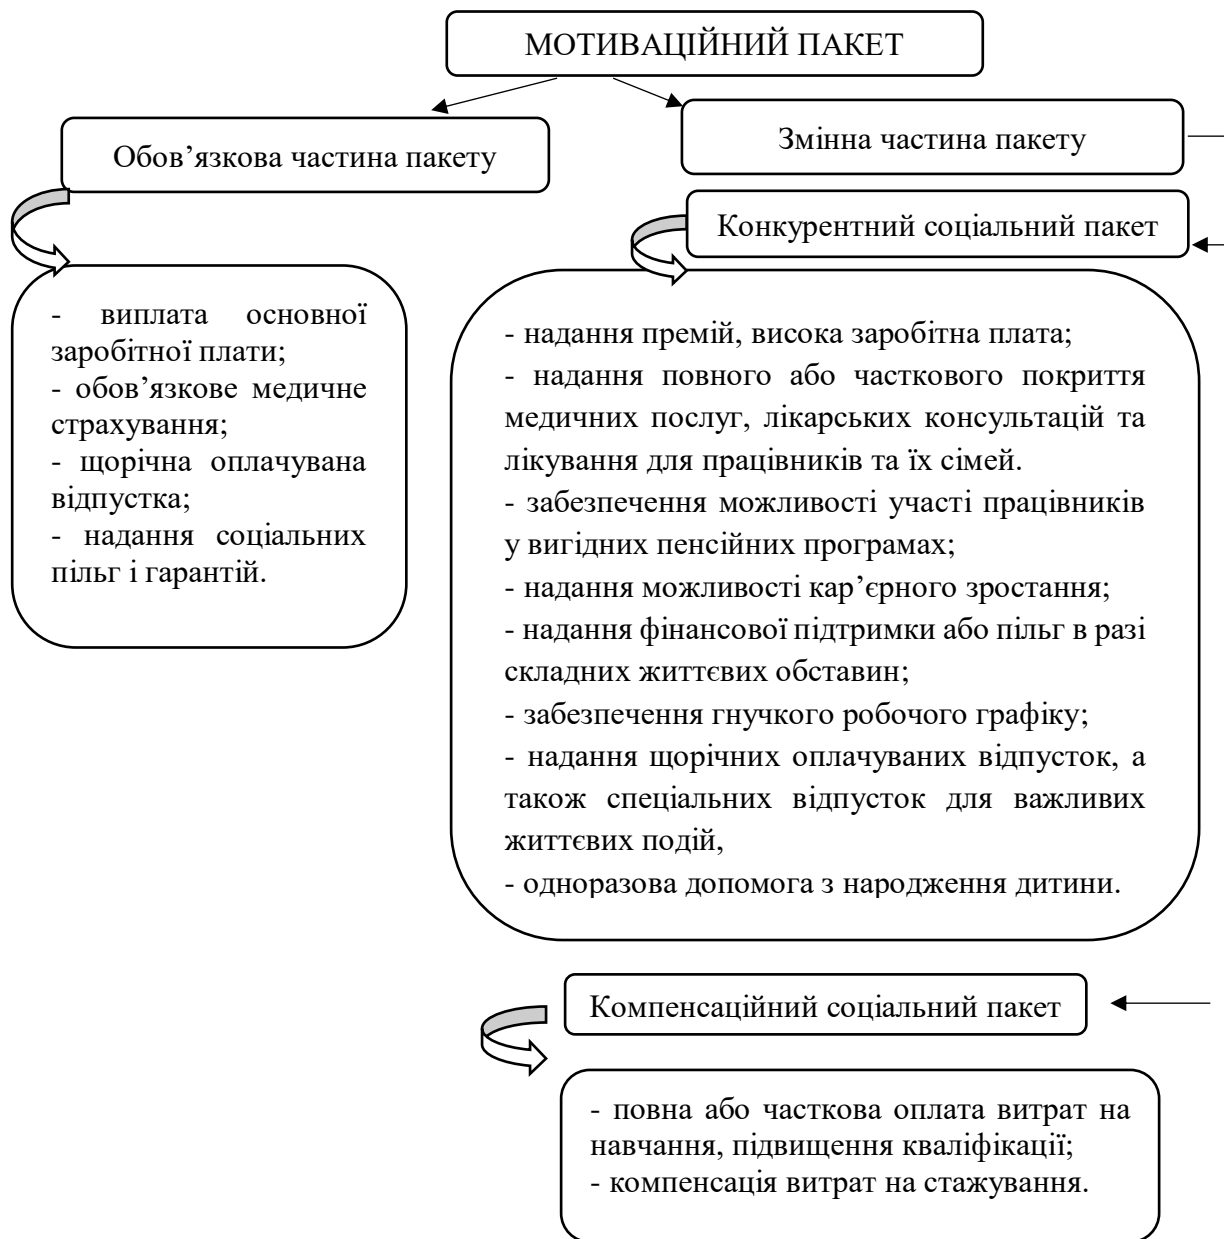 МОТИВАЦІЙНИЙ ПАКЕТ
Обов’язкова частина пакету
Змінна частина пакету
Конкурентний соціальний пакет
- виплата основної
заробітної плати;
- обов’язкове медичне
страхування;
- щорічна оплачувана
відпустка;
- надання соціальних
пільг і гарантій.
- надання премій, висока заробітна плата;
- надання повного або часткового покриття
медичних послуг, лікарських консультацій та
лікування для працівників та їх сімей.
- забезпечення можливості участі працівників
у вигідних пенсійних програмах;
- надання можливості кар’єрного зростання;
- надання фінансової підтримки або пільг в разі
складних життєвих обставин;
- забезпечення гнучкого робочого графіку;
- надання щорічних оплачуваних відпусток, а
також спеціальних відпусток для важливих
життєвих подій,
- одноразова допомога з народження дитини.
Компенсаційний соціальний пакет
- повна або часткова оплата витрат на
навчання, підвищення кваліфікації;
- компенсація витрат на стажування.